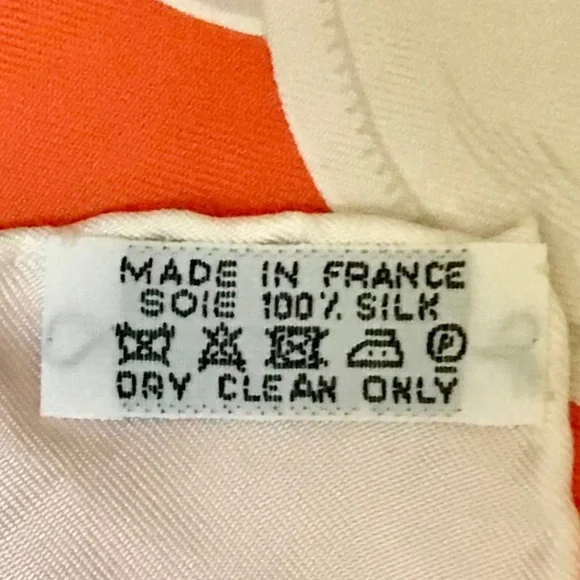 MADE IN FRANCE
SOIE 100% SILK
P
DRY CLEAN ONLY